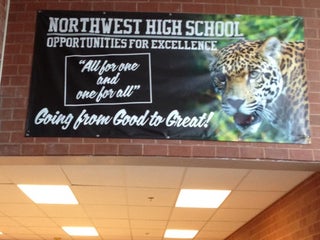 NORTHWEST HIGH SCHOOL
OPPORTUNITIES FOR EXCELLENCE
"All for one
and
one for all"
Going from Good to Great!